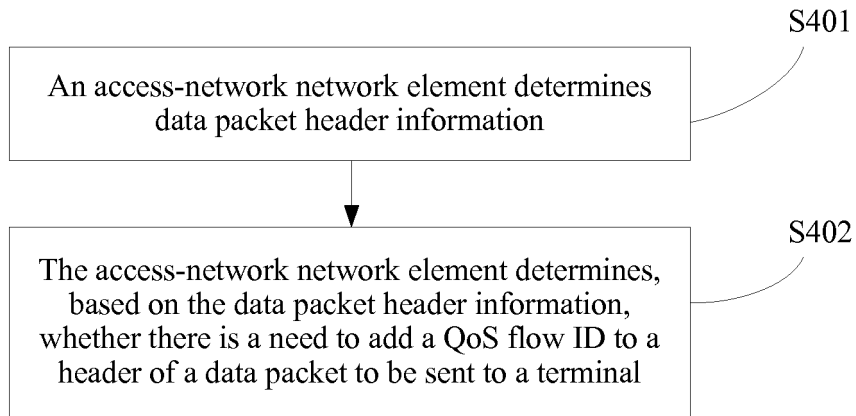 S401
An access-network network element determines
data packet header information
S402
The access-network network element determines,
based on the data packet header information,
whether there is a need to add a QoS flow ID to a
header of a data packet to be sent to a terminal